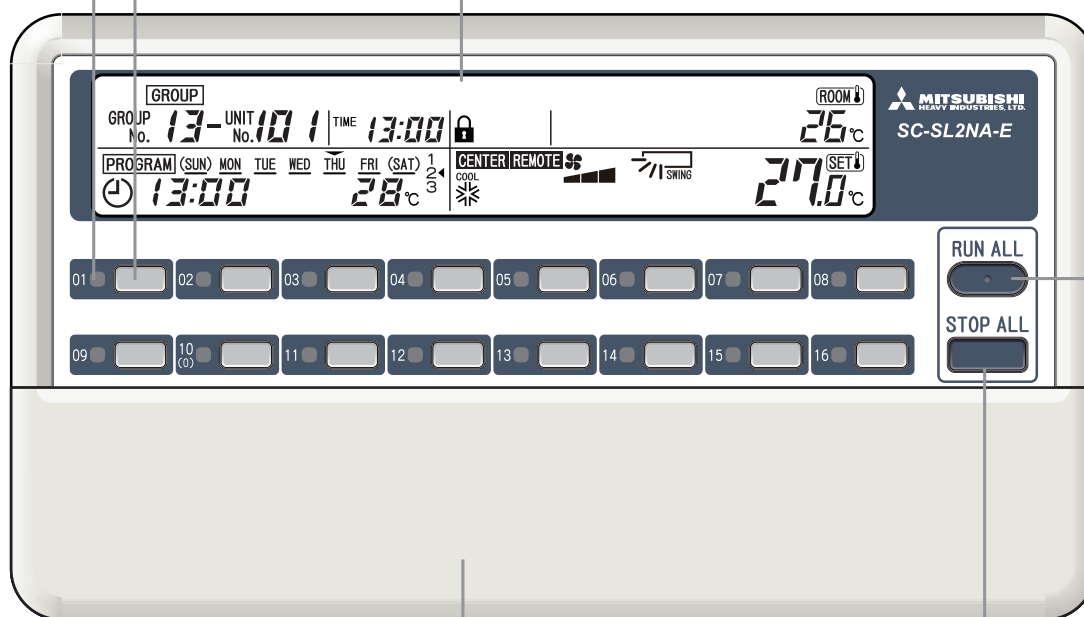 GROUP
GROUP No. 13-UNIT No.101 TIME 13:00
ROOM
26℃
PROGRAM (SUN) MON TUE WED THU FRI (SAT) 1 2 3
13:00 28℃
CENTER REMOTE
COOL
SWING
SET
27.0℃
MITSUBISHI
HEAVY INDUSTRIES, LTD.
SC-SL2NA-E
RUN ALL
01 02 03 04 05 06 07 08
STOP ALL
09 10 (0) 11 12 13 14 15 16